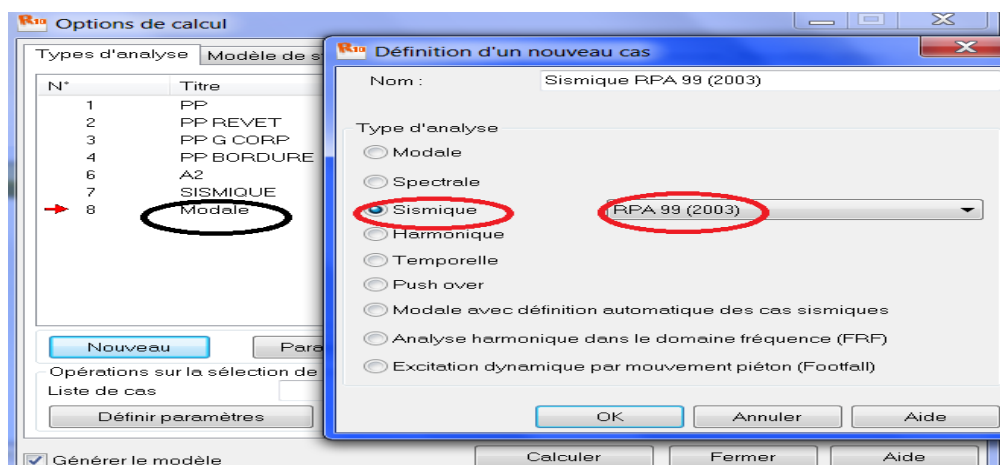 R10 Options de calcul
Types d'analyse Modèle de s
N° Titre
1 PP
2 PP REVET
3 PP G CORP
4 PP BORDURE
6 A2
7 SISMIQUE
8 Modale
Nouveau Para
Opérations sur la sélection de
Liste de cas
Définir paramètres
Générer le modèle
Calculer Fermer Aide
R10 Définition d'un nouveau cas
Nom : Sismique RPA 99 (2003)
Type d'analyse
Modale
Spectrale
Sismique RPA 99 (2003)
Harmonique
Temporelle
Push over
Modale avec définition automatique des cas sismiques
Analyse harmonique dans le domaine fréquence (FRF)
Excitation dynamique par mouvement piéton (Footfall)
OK Annuler Aide